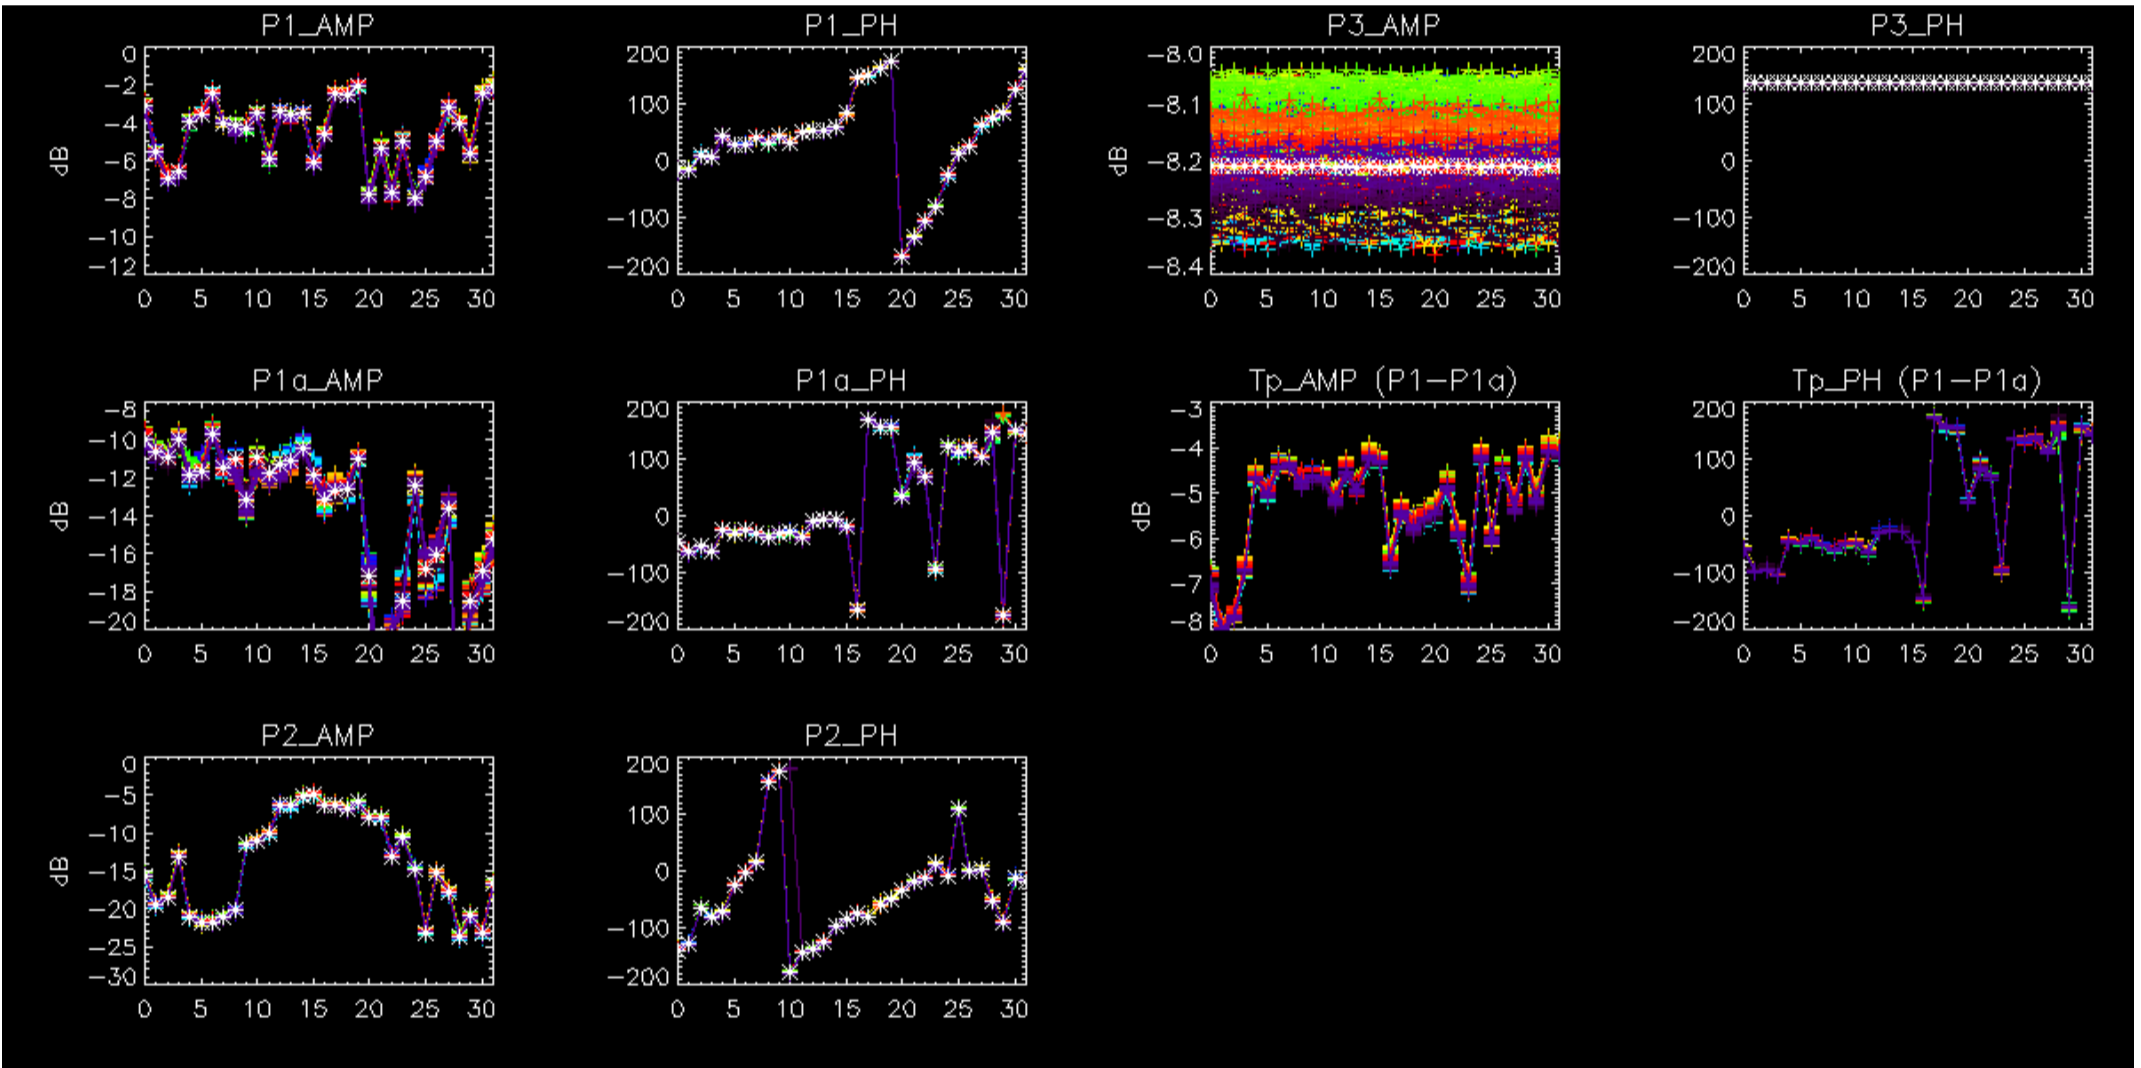 P1_AMP
P1_PH
P3_AMP
P3_PH
0
-2
-4
-6
-8
-10
-12
dB
0 5 10 15 20 25 30
200
100
0
-100
-200
0 5 10 15 20 25 30
-8.0
-8.1
-8.2
-8.3
-8.4
dB
0 5 10 15 20 25 30
200
100
0
-100
-200
0 5 10 15 20 25 30
P1a_AMP
P1a_PH
Tp_AMP (P1-P1a)
Tp_PH (P1-P1a)
-8
-10
-12
-14
-16
-18
-20
dB
0 5 10 15 20 25 30
200
100
0
-100
-200
0 5 10 15 20 25 30
-3
-4
-5
-6
-7
-8
dB
0 5 10 15 20 25 30
200
100
0
-100
-200
0 5 10 15 20 25 30
P2_AMP
P2_PH
0
-5
-10
-15
-20
-25
-30
dB
0 5 10 15 20 25 30
200
100
0
-100
-200
0 5 10 15 20 25 30